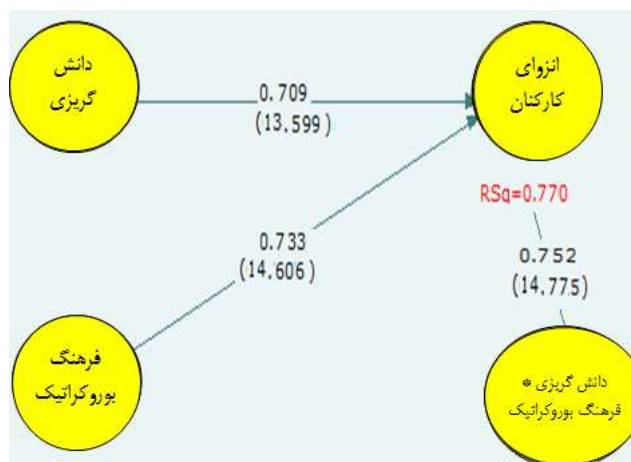 دانش
گریزی
انزوای
کارکنان
0.709
(13.599)
RSq=0.770
0.733
(14.606)
0.752
(14.775)
فرهنگ
بوروکراتیک
دانش گریزی *
فرهنگ بوروکراتیک